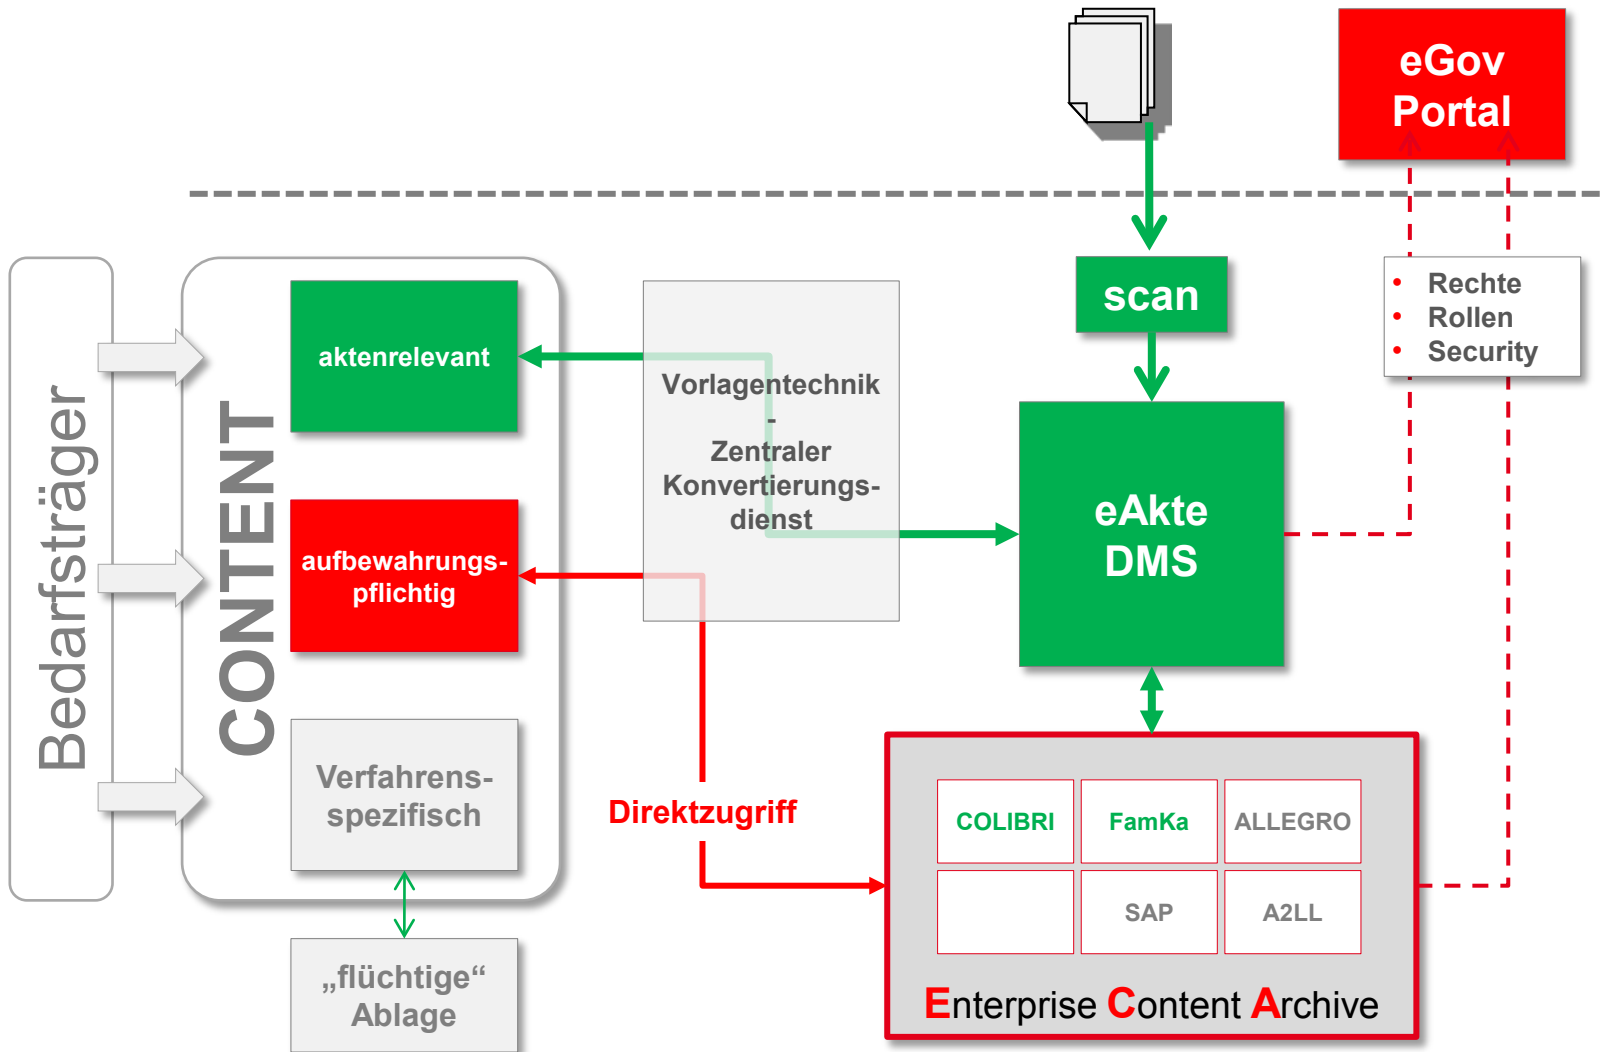 eGov
Portal
scan
• Rechte
• Rollen
• Security
Bedarfsträger
CONTENT
aktenrelevant
Vorlagentechnik
-
Zentraler
Konvertierungs-
dienst
eAkte
DMS
aufbewahrungs-
pflichtig
Verfahrens-
spezifisch
Direktzugriff
COLIBRI
FamKa
ALLEGRO
SAP
A2LL
Enterprise Content Archive
„flüchtige“
Ablage